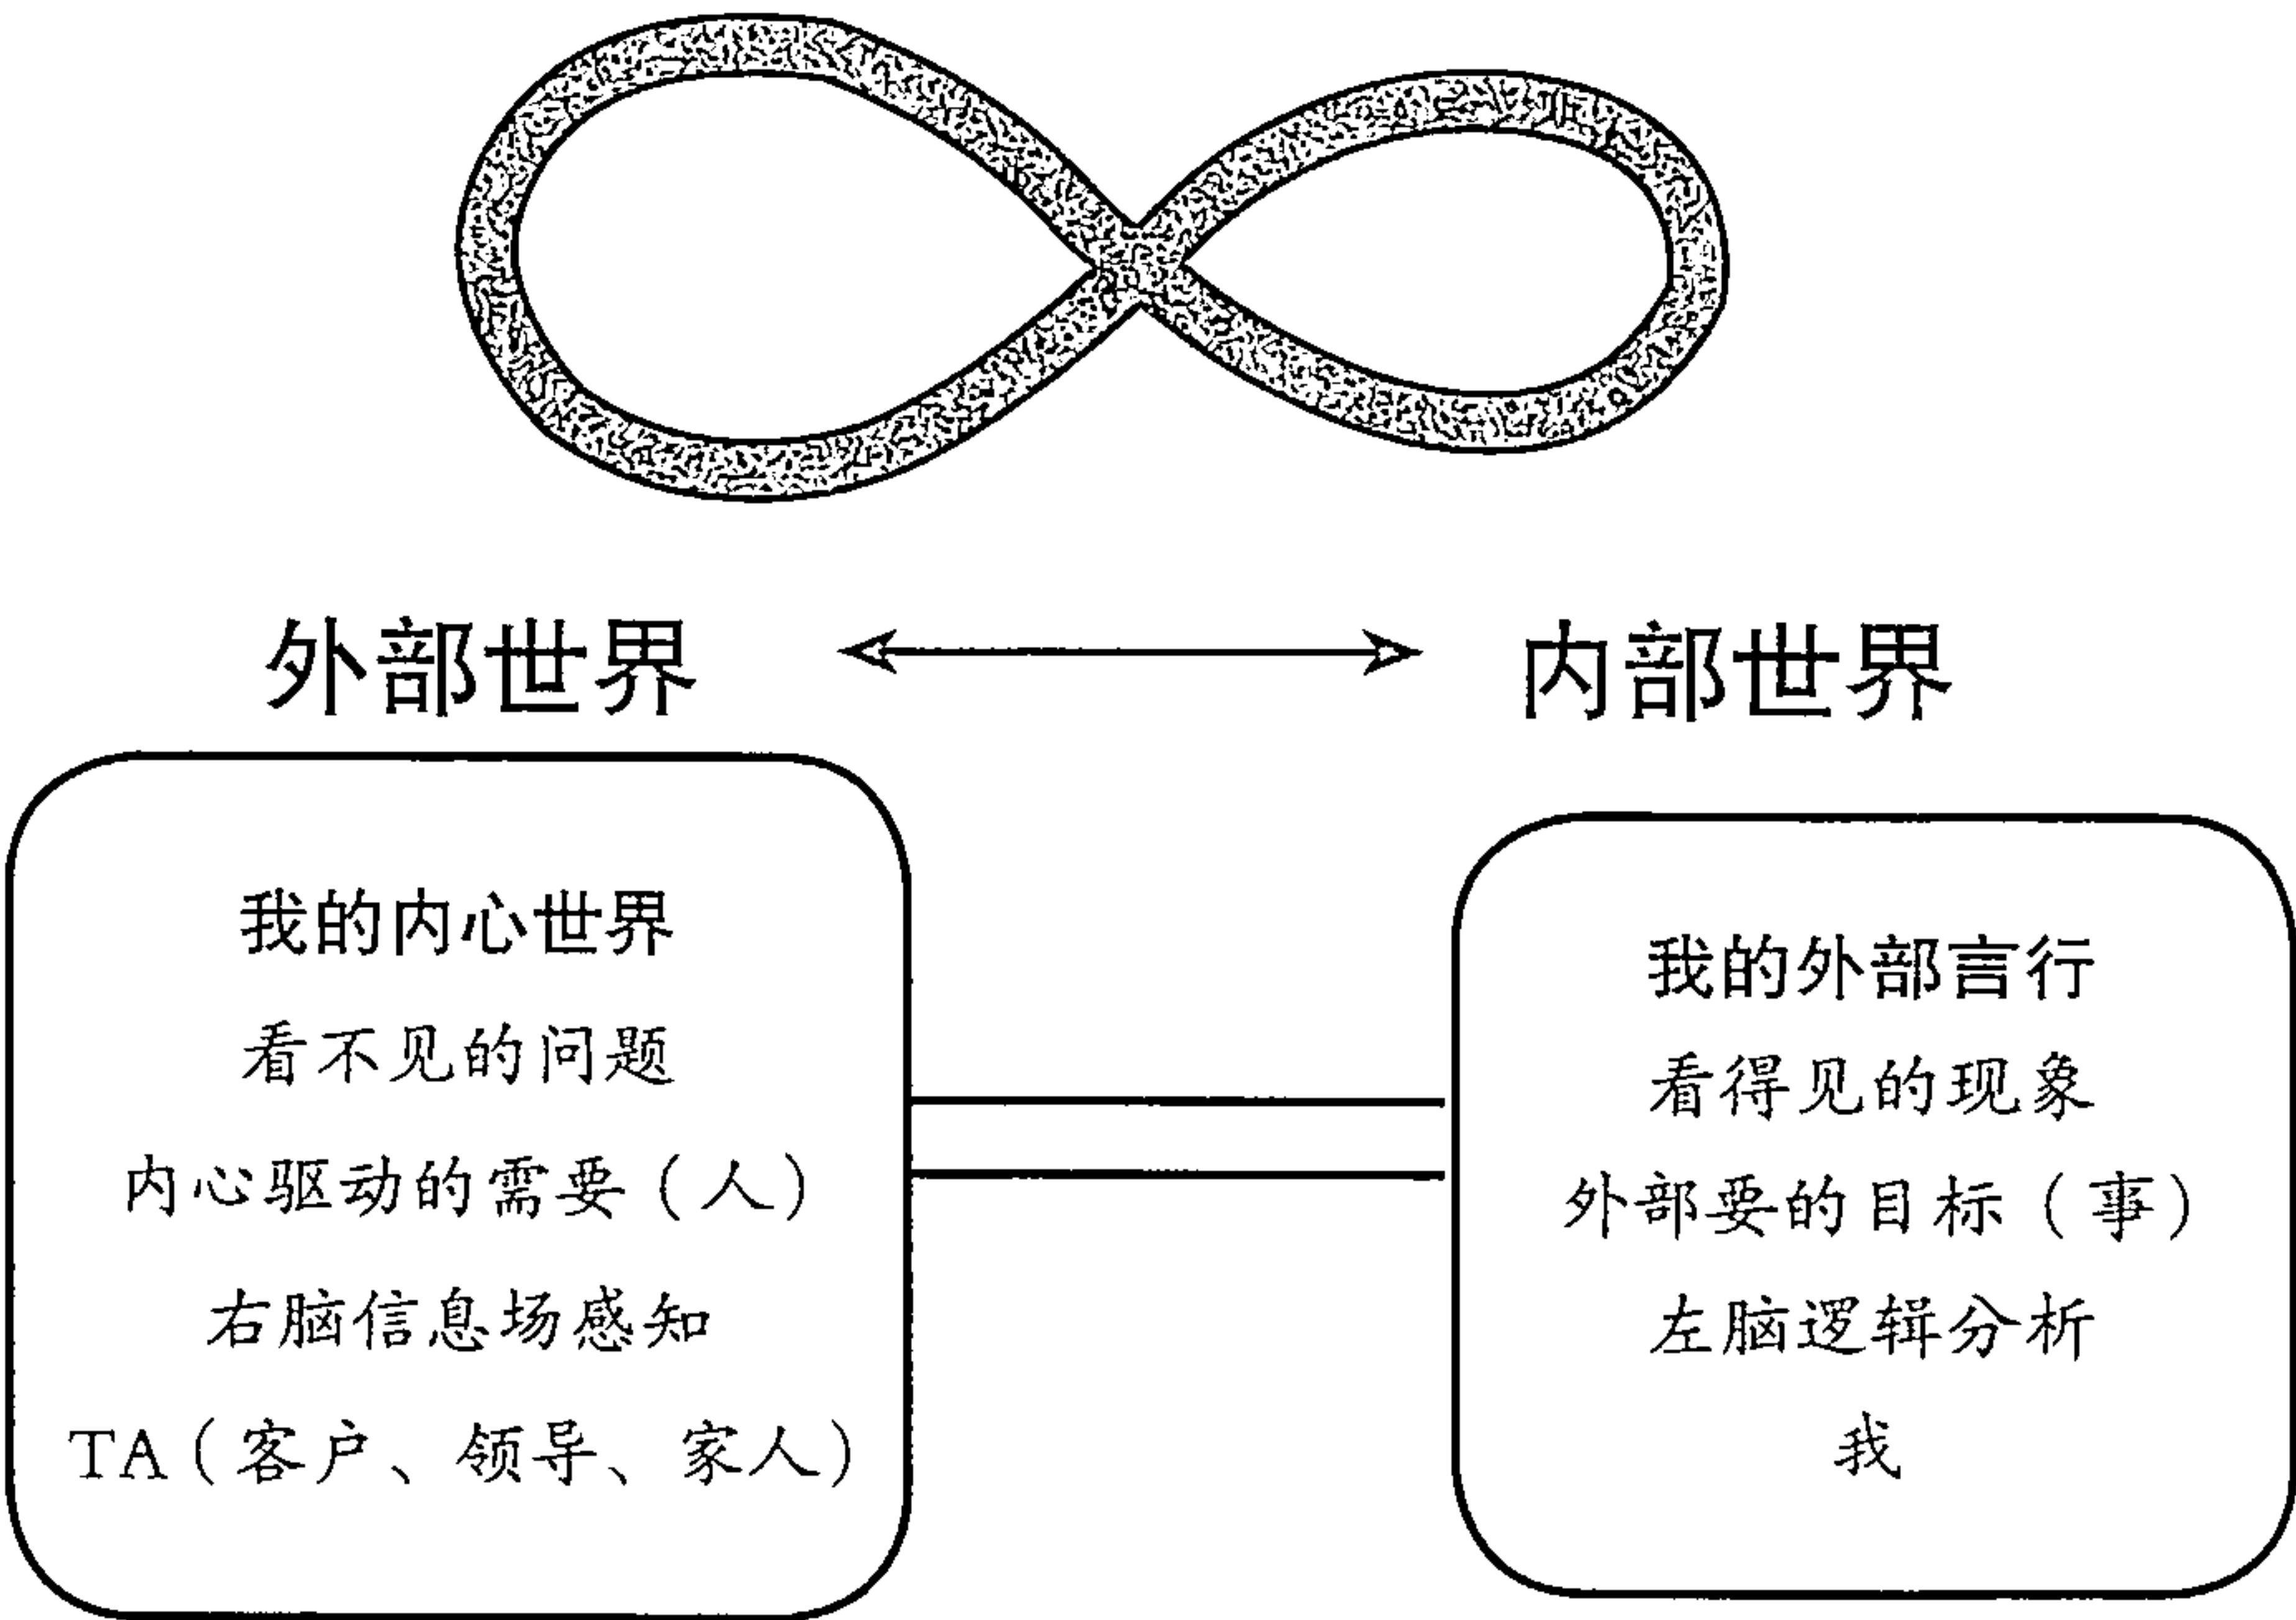 外部世界
内部世界
我的内心世界
看不见的问题
内心驱动的需要（人）
右脑信息场感知
TA（客户、领导、家人）
我的外部言行
看得见的现象
外部要的目标（事）
左脑逻辑分析
我